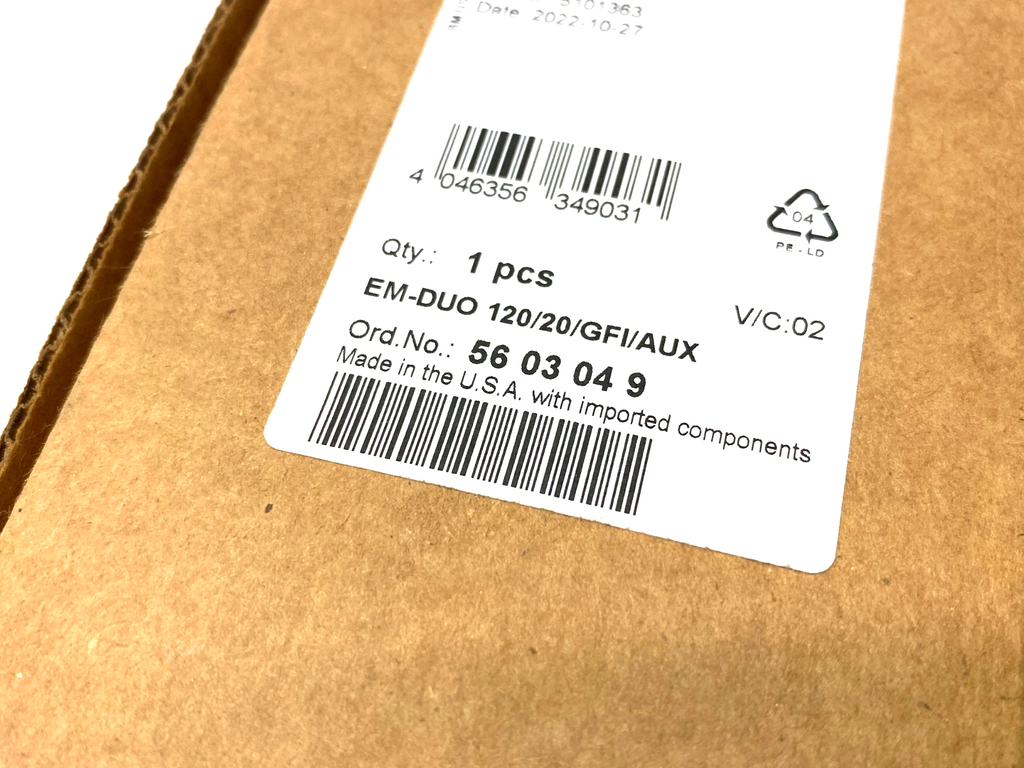 5101363
Date 2022-10-27
4 046356 349031
04
PE-LD
Qty.: 1 pcs
EM-DUO 120/20/GFI/AUX
V/C:02
Ord.No.: 56 03 04 9
Made in the U.S.A. with imported components